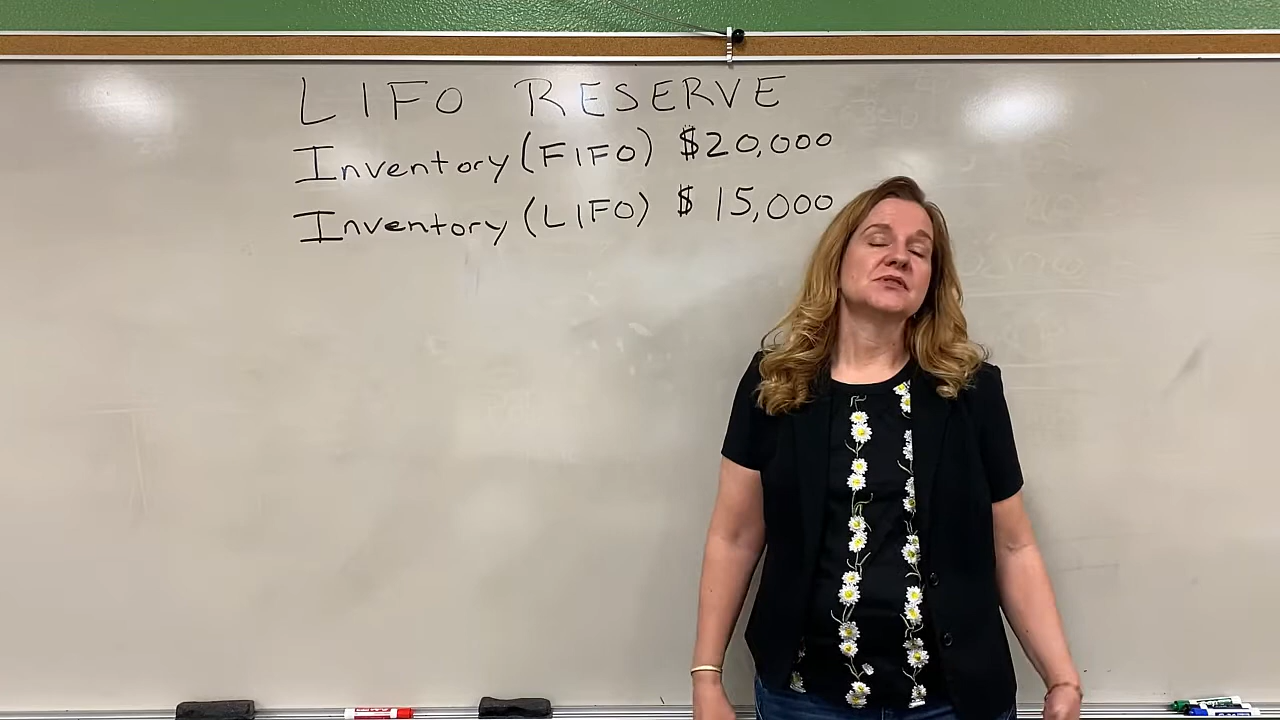 LIFO RESERVE
Inventory (FIFO) $20,000
Inventory (LIFO) $ 15,000